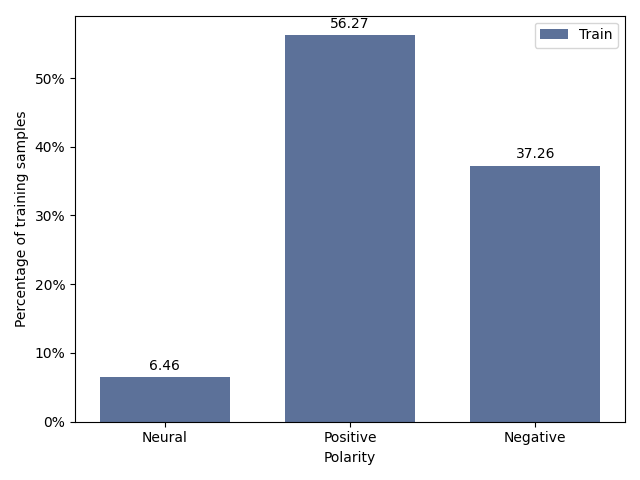 56.27
Train
50%
40%
37.26
30%
20%
10%
6.46
0%
Neural
Positive
Negative
Polarity
Percentage of training samples